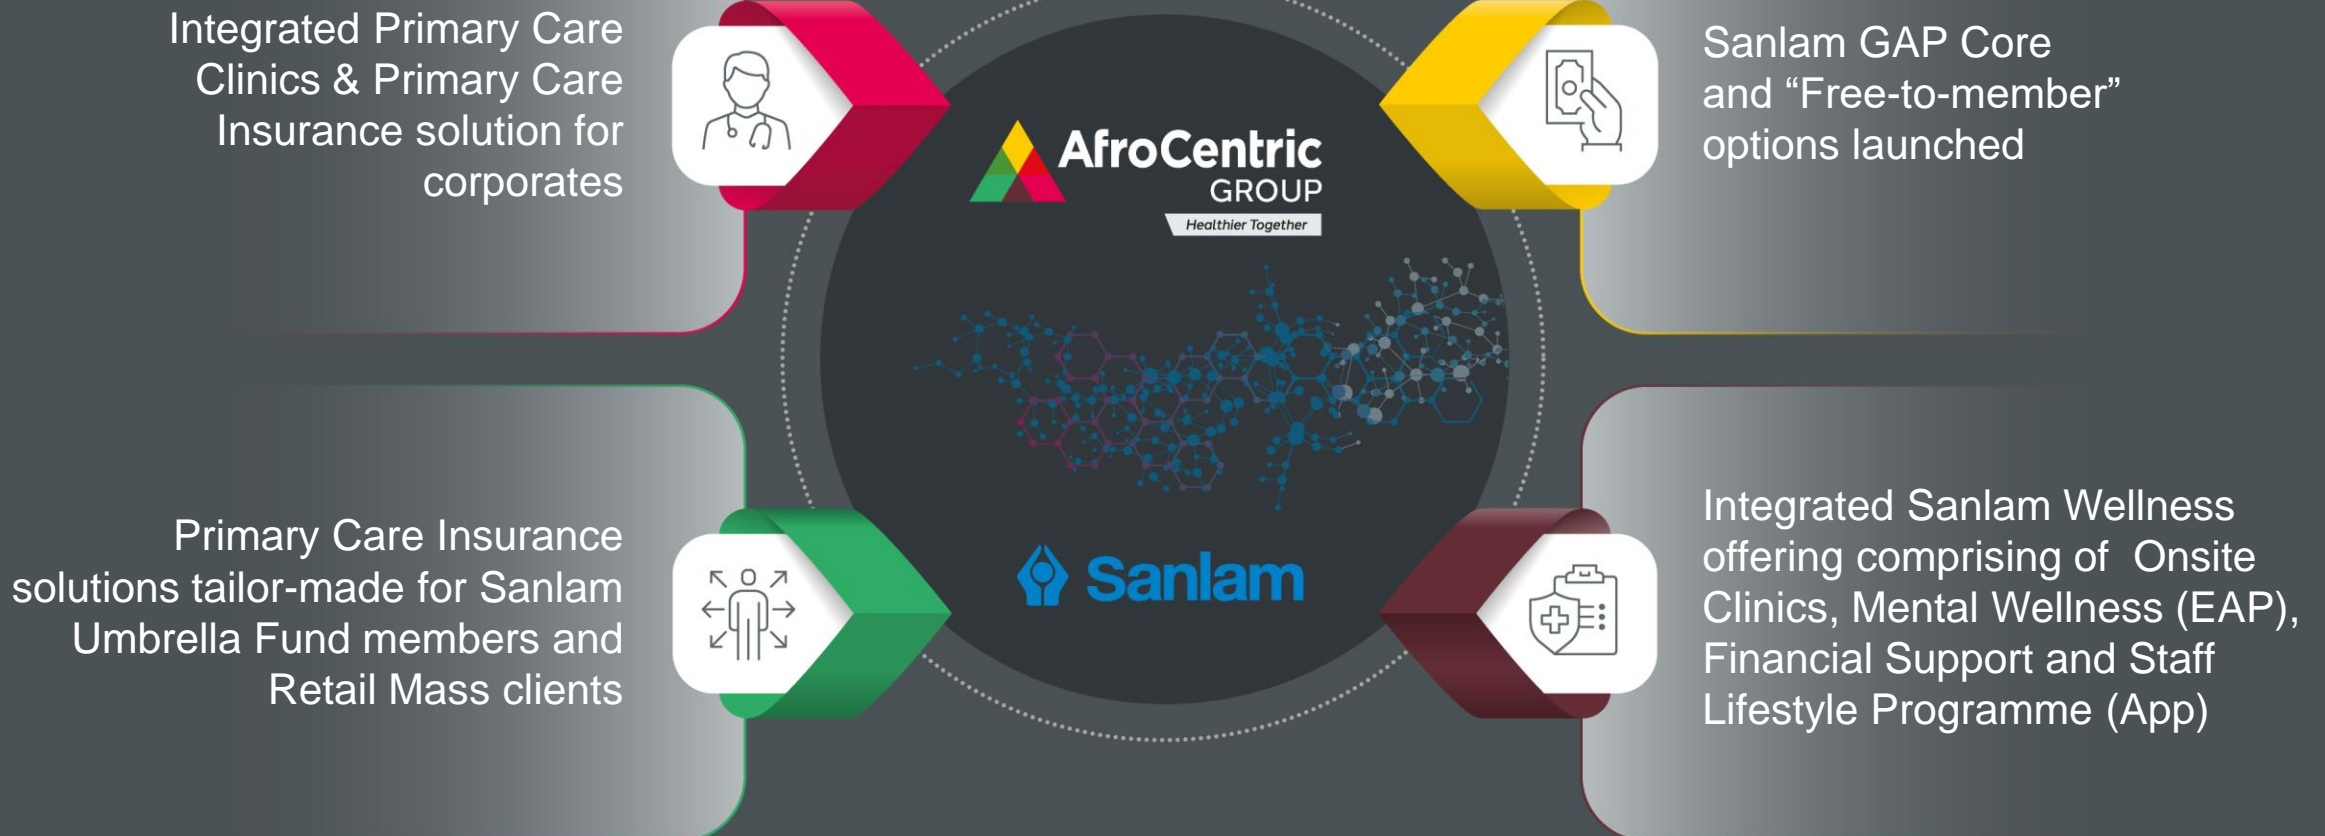 Integrated Primary Care
Clinics & Primary Care
Insurance solution for
corporates
AfroCentric
GROUP
Healthier Together
Sanlam GAP Core
and “Free-to-member”
options launched
Primary Care Insurance
solutions tailor-made for Sanlam
Umbrella Fund members and
Retail Mass clients
Sanlam
Integrated Sanlam Wellness
offering comprising of  Onsite
Clinics, Mental Wellness (EAP),
Financial Support and Staff
Lifestyle Programme (App)